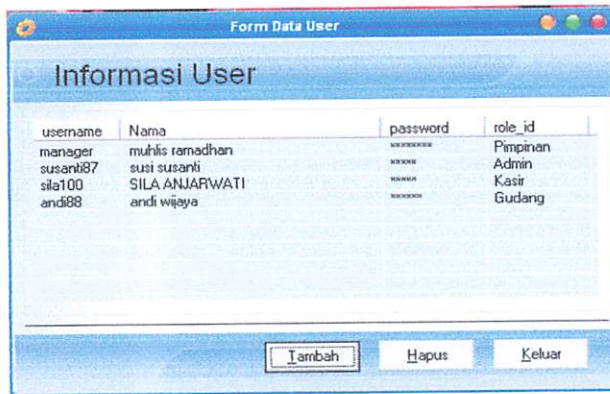 Form Data User
Informasi User
username Nama password role_id
manager muhlis ramadhan ******** Pimpinan
susanti87 susi susanti ***** Admin
sila100 SILA ANJARWATI ***** Kasir
andi88 andi wijaya ****** Gudang
Tambah Hapus Keluar